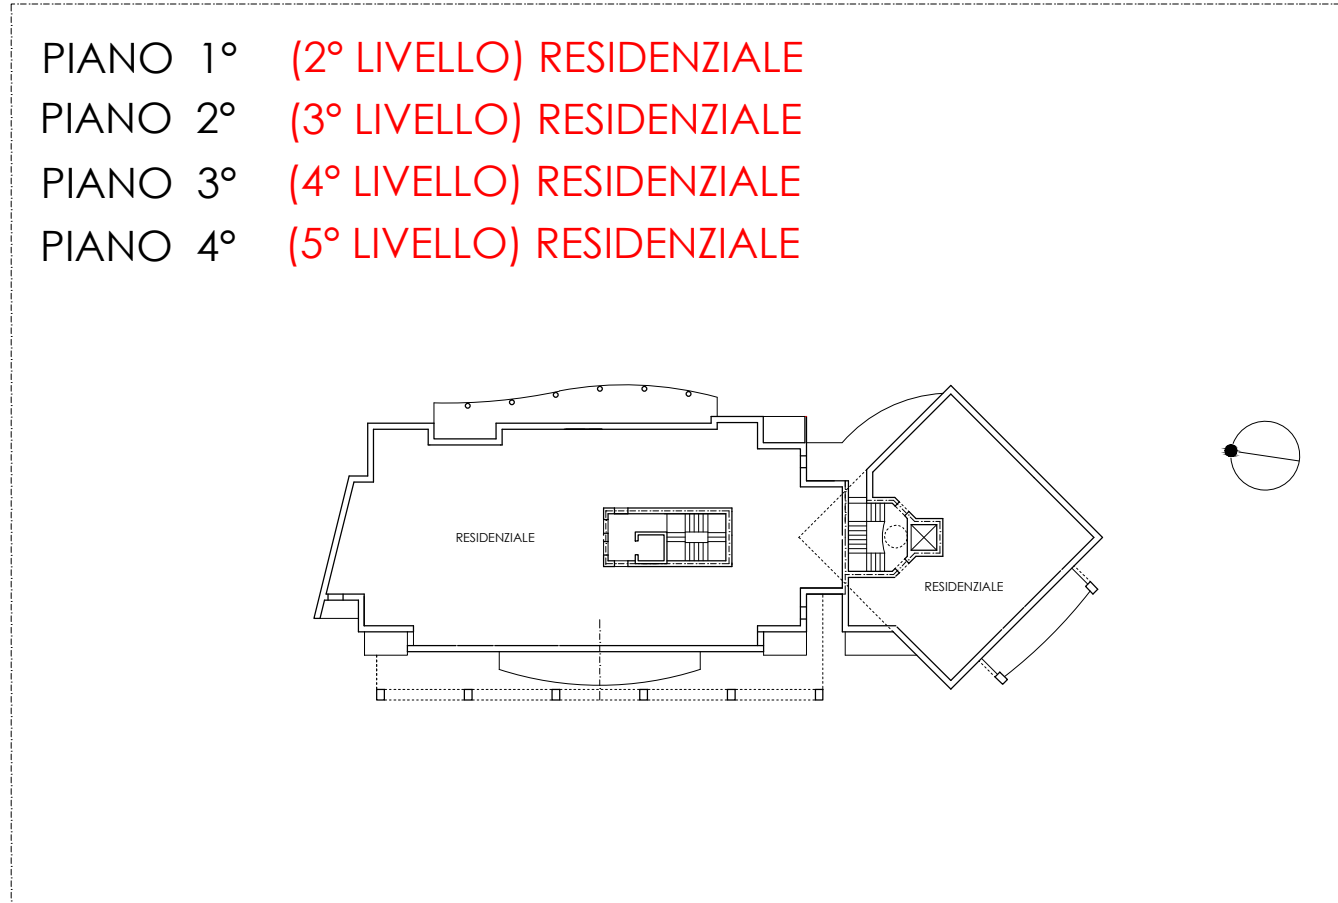 PIANO 1° (2° LIVELLO) RESIDENZIALE
PIANO 2° (3° LIVELLO) RESIDENZIALE
PIANO 3° (4° LIVELLO) RESIDENZIALE
PIANO 4° (5° LIVELLO) RESIDENZIALE
RESIDENZIALE
RESIDENZIALE